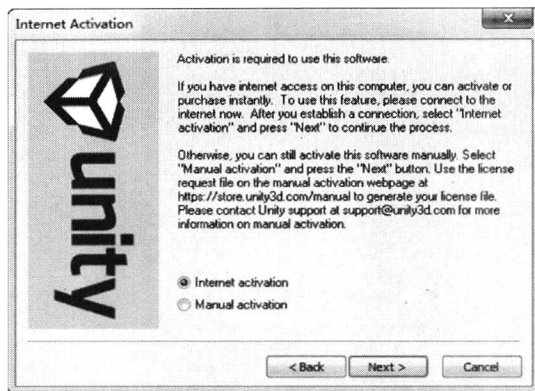 Internet Activation
unity
Activation is required to use this software.
If you have internet access on this computer, you can activate or
purchase instantly. To use this feature, please connect to the
internet now. After you establish a connection, select "Internet
activation" and press "Next" to continue the process.
Otherwise, you can still activate this software manually. Select
"Manual activation" and press the "Next" button. Use the license
request file on the manual activation webpage at
https://store.unity3d.com/manual to generate your license file.
Please contact Unity support at support@unity3d.com for more
information on manual activation.
Internet activation
Manual activation
< Back
Next >
Cancel